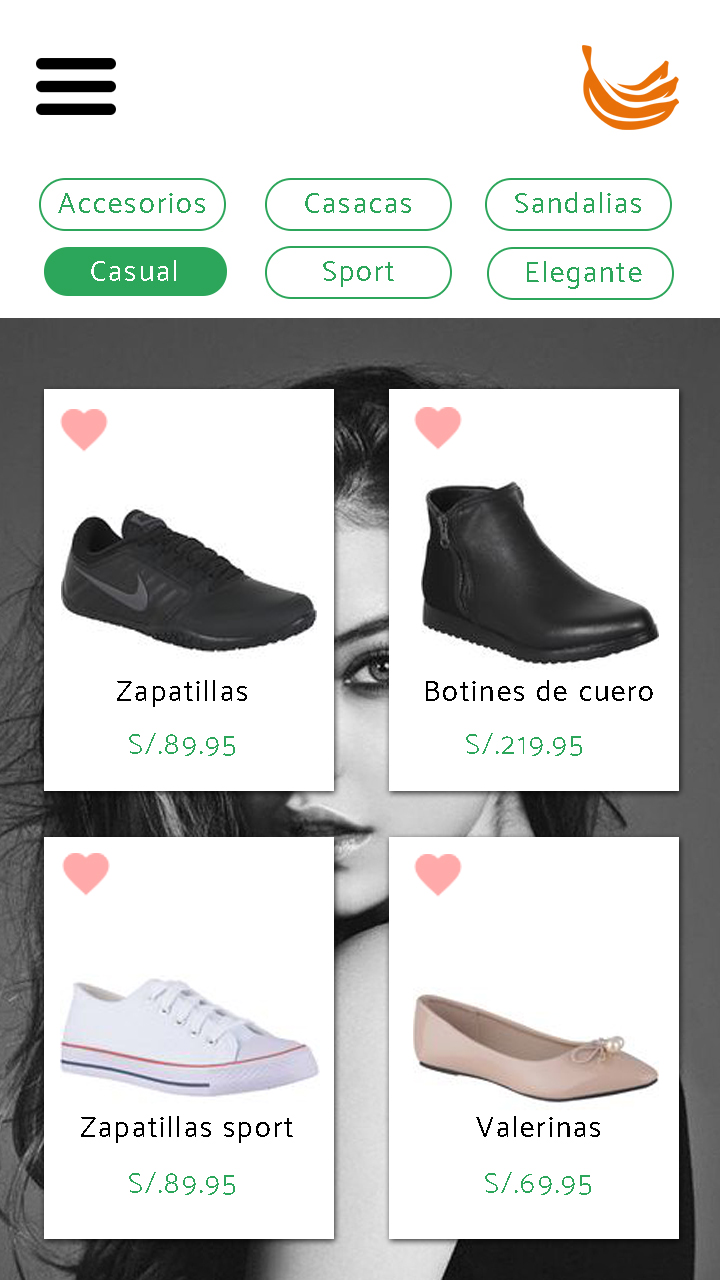 Accesorios
Casacas
Sandalias
Casual
Sport
Elegante
Zapatillas
S/.89.95
Botines de cuero
S/.219.95
Zapatillas sport
S/.89.95
Valerinas
S/.69.95